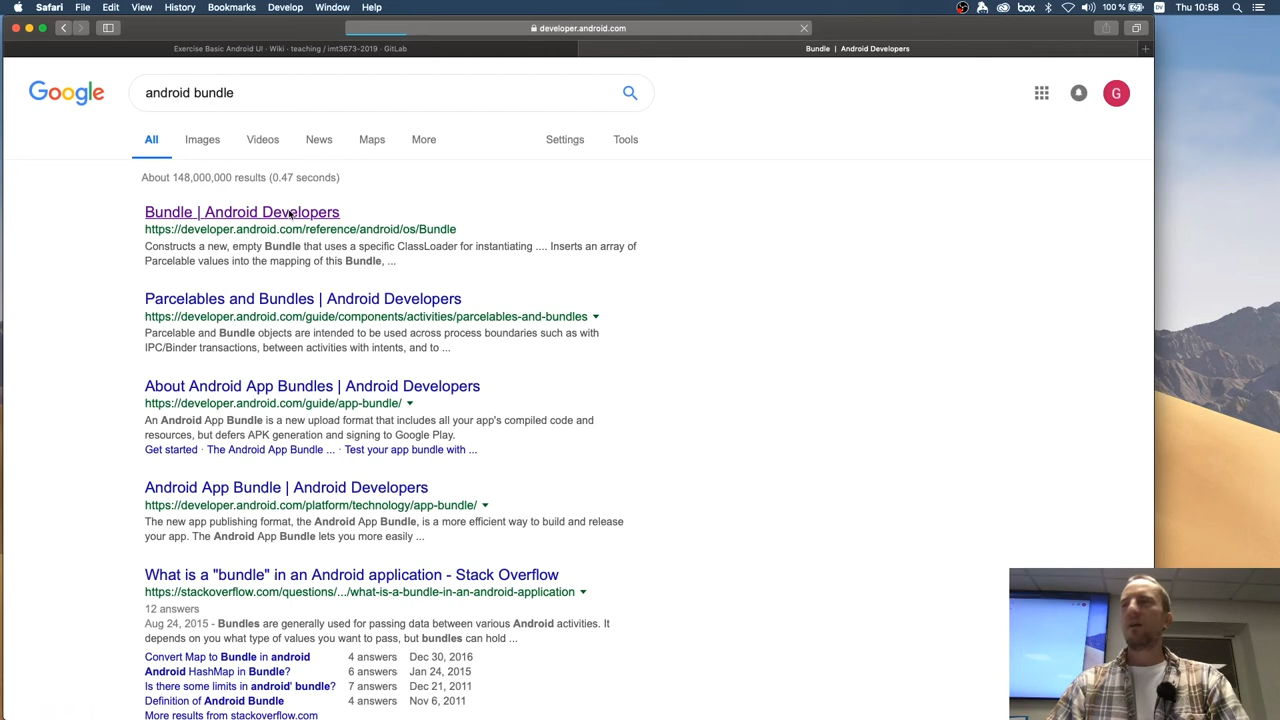 Safari File Edit View History Bookmarks Develop Window Help
box 100 % DV Thu 10:58
developer.android.com
Exercise Basic Android UI · Wiki · teaching / imt3673-2019 · GitLab
Bundle | Android Developers
Google
android bundle
G
All Images Videos News Maps More Settings Tools
About 148,000,000 results (0.47 seconds)
Bundle | Android Developers
https://developer.android.com/reference/android/os/Bundle
Constructs a new, empty Bundle that uses a specific ClassLoader for instantiating .... Inserts an array of
Parcelable values into the mapping of this Bundle, ...
Parcelables and Bundles | Android Developers
https://developer.android.com/guide/components/activities/parcelables-and-bundles
Parcelable and Bundle objects are intended to be used across process boundaries such as with
IPC/Binder transactions, between activities with intents, and to ...
About Android App Bundles | Android Developers
https://developer.android.com/guide/app-bundle/
An Android App Bundle is a new upload format that includes all your app's compiled code and
resources, but defers APK generation and signing to Google Play.
Get started · The Android App Bundle ... · Test your app bundle with ...
Android App Bundle | Android Developers
https://developer.android.com/platform/technology/app-bundle/
The new app publishing format, the Android App Bundle, is a more efficient way to build and release
your app. The Android App Bundle lets you more easily ...
What is a "bundle" in an Android application - Stack Overflow
https://stackoverflow.com/questions/.../what-is-a-bundle-in-an-android-application
12 answers
Aug 24, 2015 - Bundles are generally used for passing data between various Android activities. It
depends on you what type of values you want to pass, but bundles can hold ...
Convert Map to Bundle in android 4 answers Dec 30, 2016
Android HashMap in Bundle? 6 answers Jan 24, 2015
Is there some limits in android' bundle? 7 answers Dec 21, 2011
Definition of Android Bundle 4 answers Nov 6, 2011
More results from stackoverflow.com